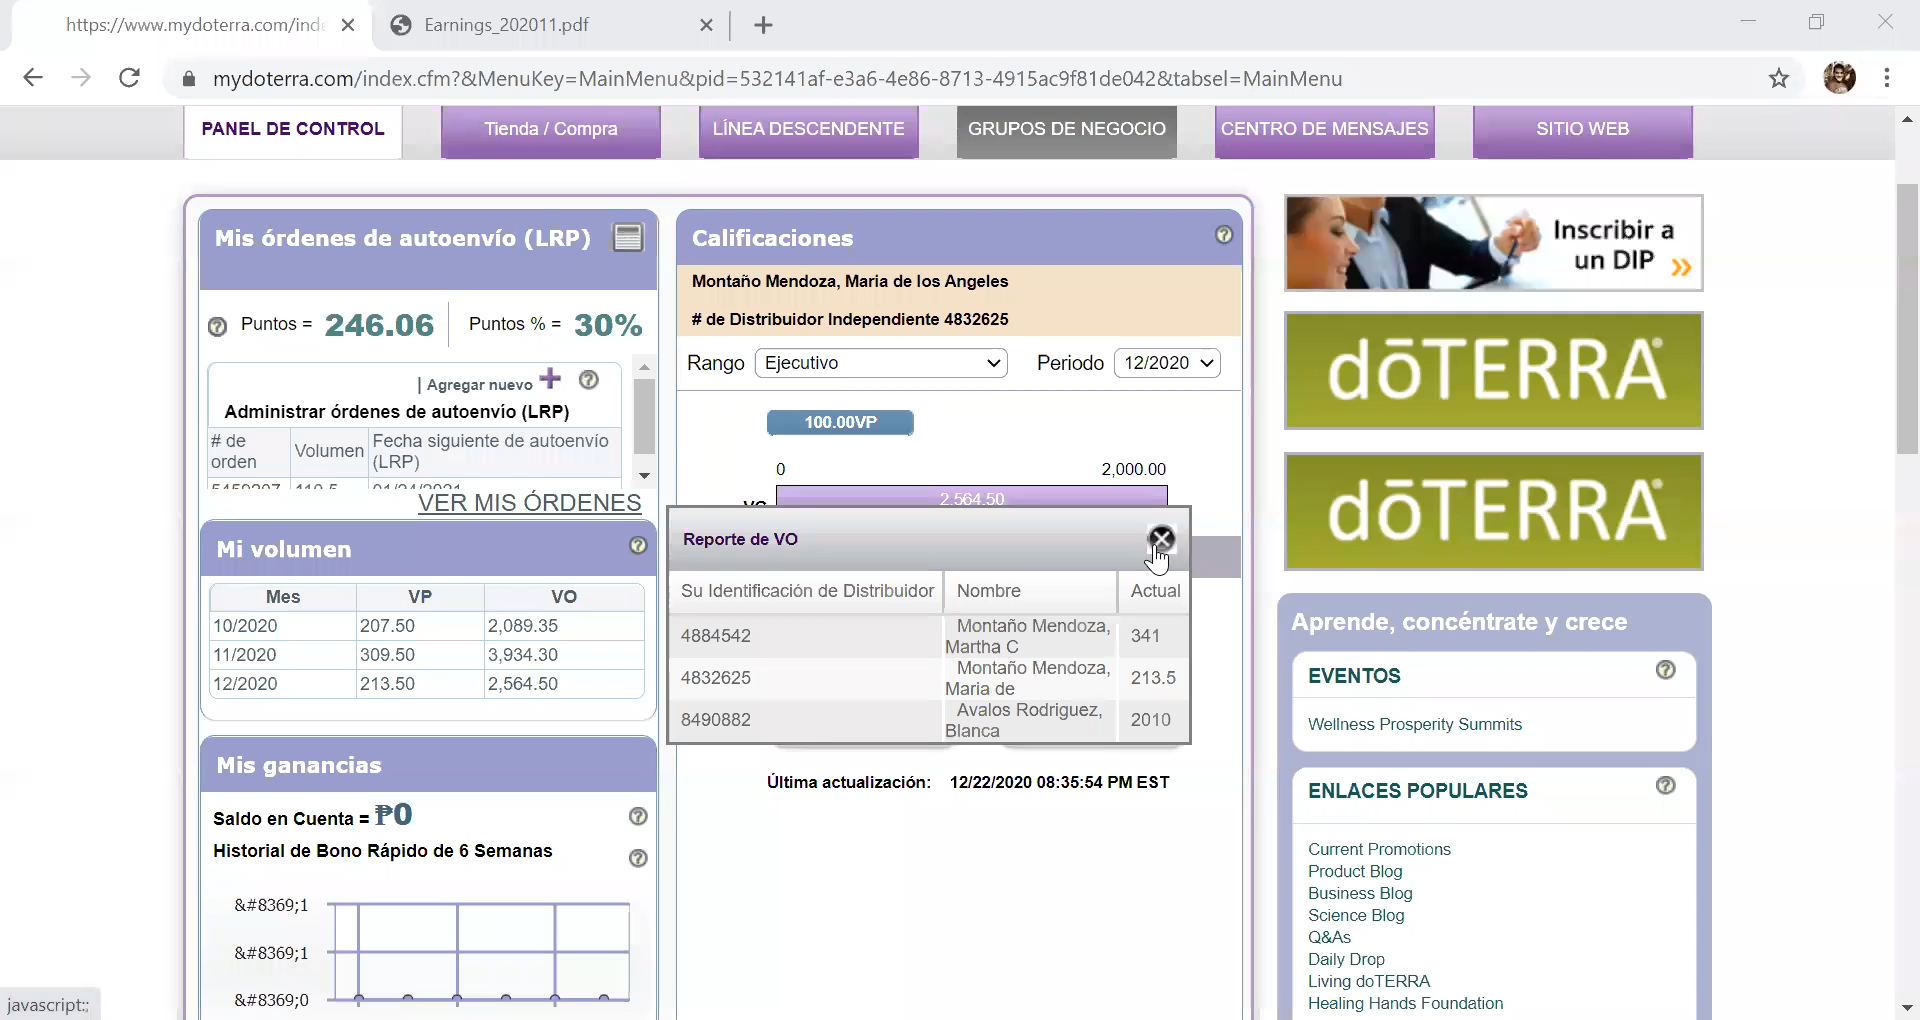 https://www.mydoterra.com/inde
Earnings_202011.pdf
mydoterra.com/index.cfm?&MenuKey=MainMenu&pid=532141af-e3a6-4e86-8713-4915ac9f81de042&tabsel=MainMenu
PANEL DE CONTROL
Tienda / Compra
LÍNEA DESCENDENTE
GRUPOS DE NEGOCIO
CENTRO DE MENSAJES
SITIO WEB
Mis órdenes de autoenvío (LRP)
Puntos = 246.06
Puntos % = 30%
| Agregar nuevo
Administrar órdenes de autoenvío (LRP)
# de orden
Volumen
Fecha siguiente de autoenvío (LRP)
VER MIS ÓRDENES
Mi volumen
Mes VP VO
10/2020 207.50 2,089.35
11/2020 309.50 3,934.30
12/2020 213.50 2,564.50
Mis ganancias
Saldo en Cuenta = ₱0
Historial de Bono Rápido de 6 Semanas
&#8369;1
&#8369;1
&#8369;0
javascript:;
Calificaciones
Montaño Mendoza, Maria de los Angeles
# de Distribuidor Independiente 4832625
Rango Ejecutivo
Periodo 12/2020
100.00VP
0 2,000.00
2,564.50
Reporte de VO
Su Identificación de Distribuidor Nombre Actual
4884542 Montaño Mendoza, Martha C 341
4832625 Montaño Mendoza, Maria de 213.5
8490882 Avalos Rodriguez, Blanca 2010
Última actualización: 12/22/2020 08:35:54 PM EST
Inscribir a
un DIP
dōTERRA
dōTERRA
Aprende, concéntrate y crece
EVENTOS
Wellness Prosperity Summits
ENLACES POPULARES
Current Promotions
Product Blog
Business Blog
Science Blog
Q&As
Daily Drop
Living doTERRA
Healing Hands Foundation